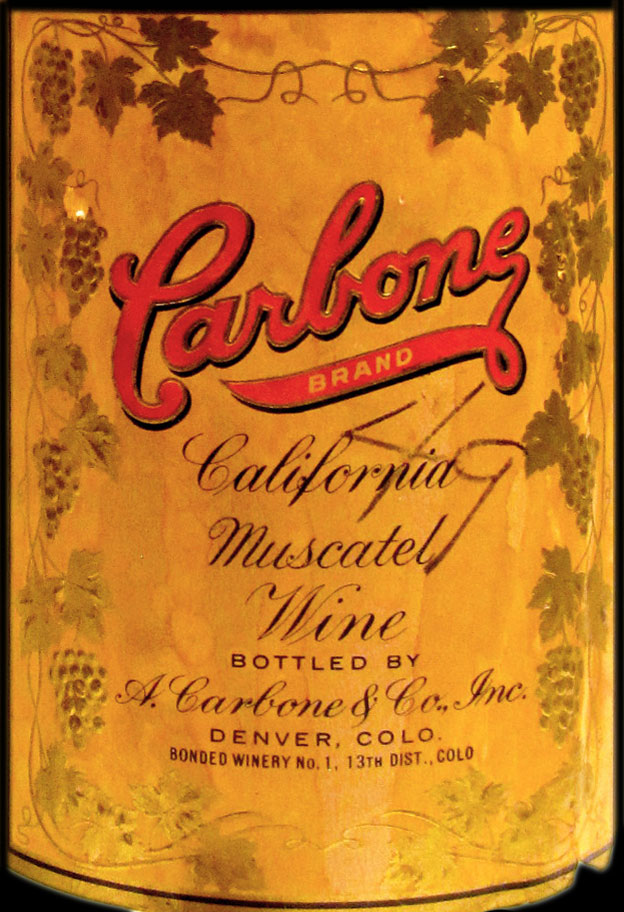 Carbone
BRAND
49
California
Muscatel
Wine
BOTTLED BY
A. Carbone & Co., Inc.
DENVER, COLO.
BONDED WINERY No. 1, 13TH DIST., COLO